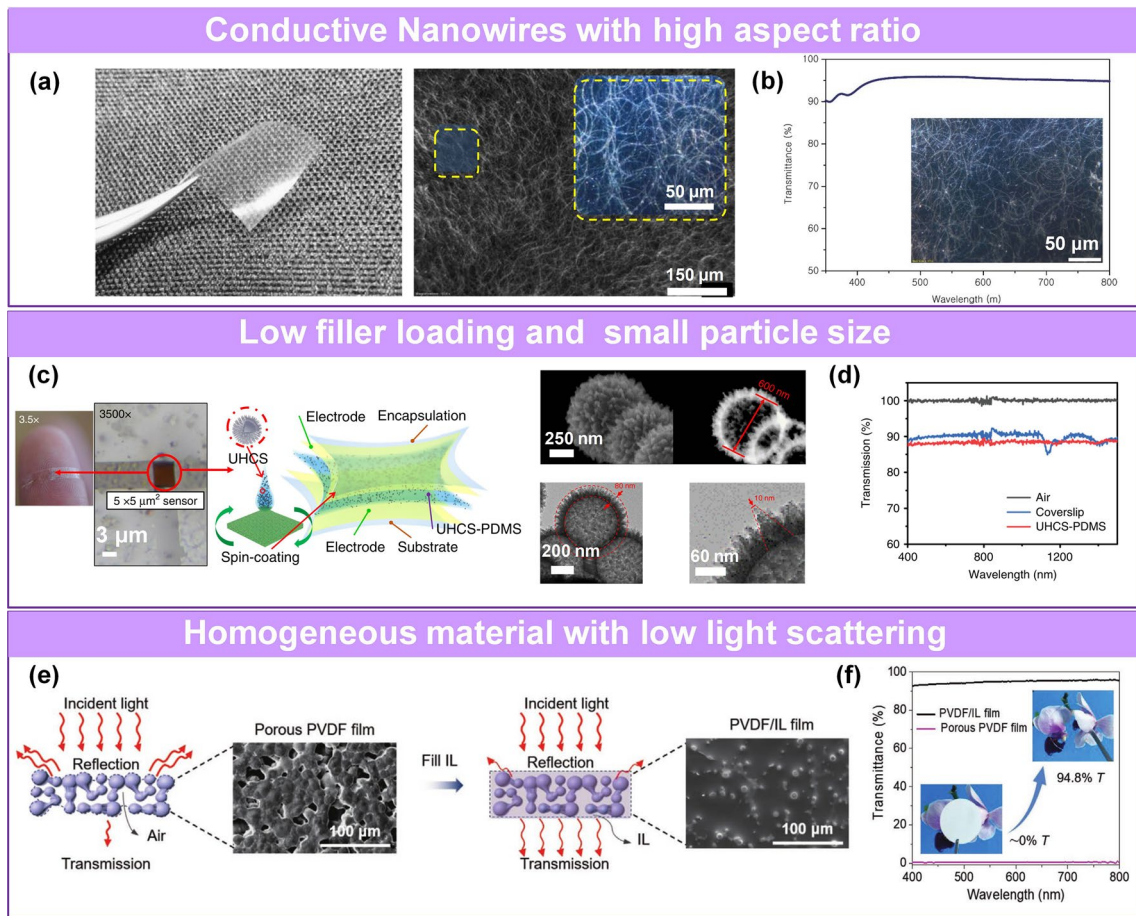 Conductive Nanowires with high aspect ratio
(a)
50 µm
150 µm
(b)
Transmittance (%)
100
90
80
70
60
50
400
500
600
700
800
Wavelength (m)
50 µm
Low filler loading and small particle size
(c)
3.5×
3500×
5 ×5 µm² sensor
3 µm
UHCS
Spin-coating
Electrode
Encapsulation
UHCS-PDMS
Electrode
Substrate
250 nm
600 nm
80 nm
200 nm
10 nm
60 nm
(d)
Transmission (%)
110
100
90
80
70
60
Air
Coverslip
UHCS-PDMS
400
800
1200
Wavelength (nm)
Homogeneous material with low light scattering
(e)
Incident light
Reflection
Air
Transmission
Porous PVDF film
100 µm
Fill IL
Incident light
Reflection
IL
Transmission
PVDF/IL film
100 µm
(f)
Transmittance (%)
100
80
60
40
20
0
PVDF/IL film
Porous PVDF film
94.8% T
~0% T
400
500
600
700
800
Wavelength (nm)